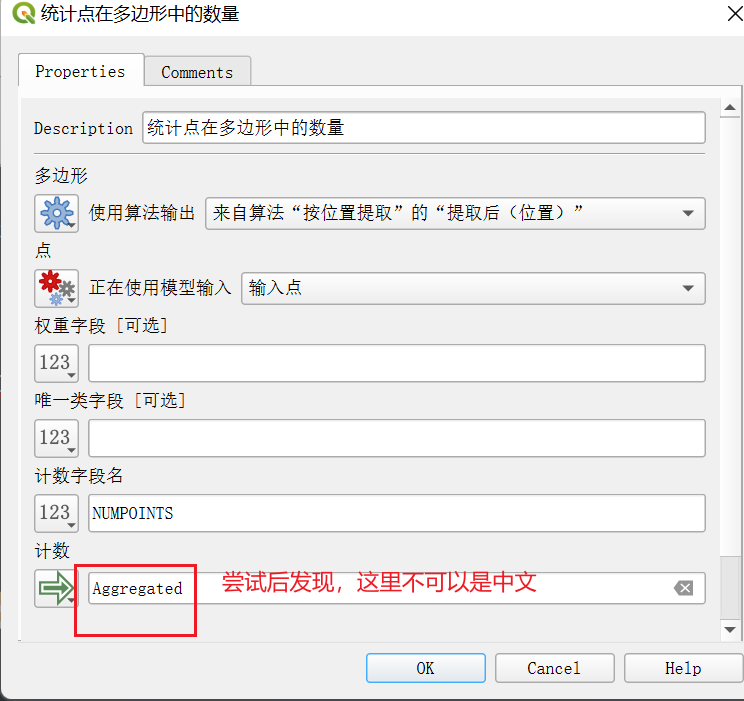 统计点在多边形中的数量
Properties
Comments
Description 统计点在多边形中的数量
多边形
使用算法输出 来自算法“按位置提取”的“提取后（位置）”
点
正在使用模型输入 输入点
权重字段 [可选]
123
唯一类字段 [可选]
123
计数字段名
123 NUMPOINTS
计数
Aggregated 尝试后发现，这里不可以是中文
OK Cancel Help